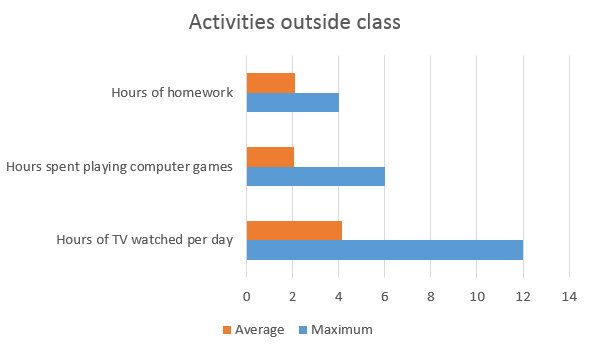 Activities outside class
Hours of homework
Hours spent playing computer games
Hours of TV watched per day
0 2 4 6 8 10 12 14
Average Maximum